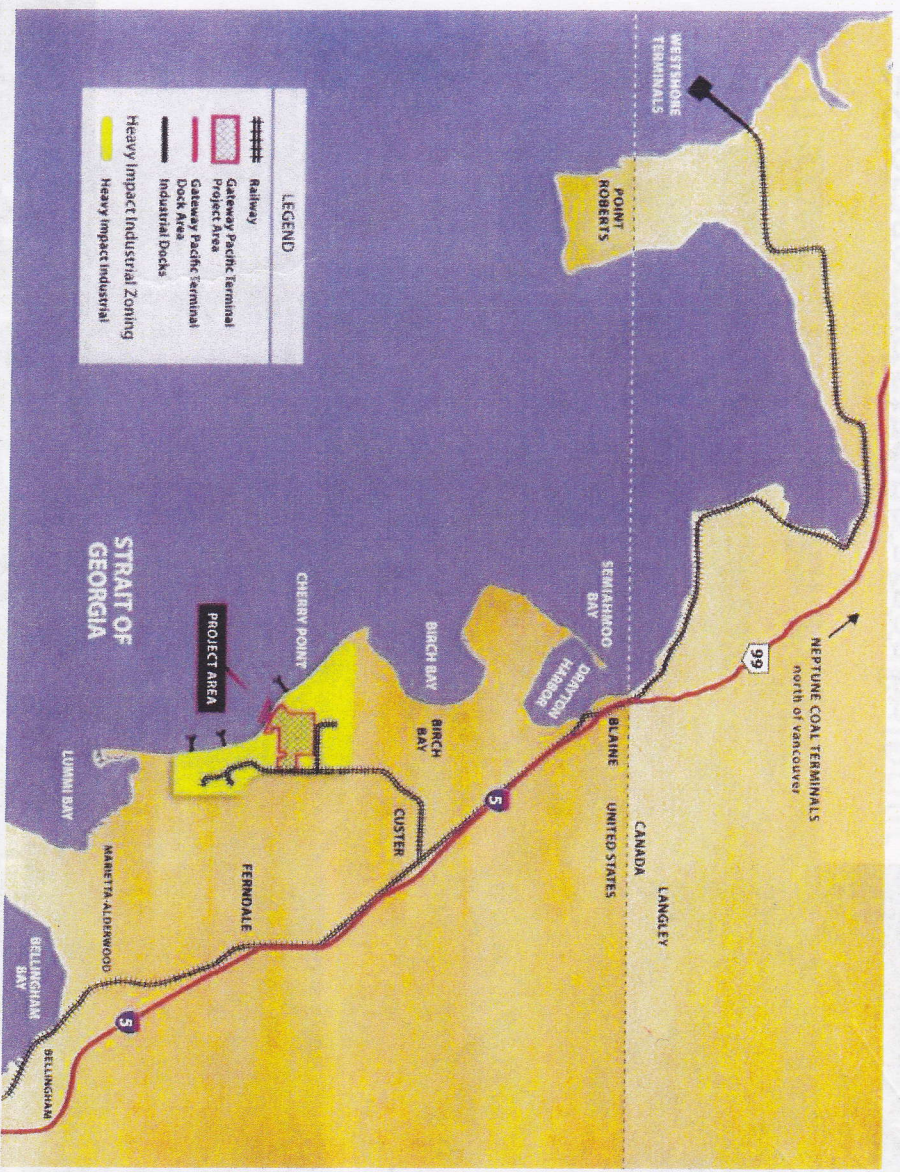 WESTSHORE
TERMINALS
POINT
ROBERTS
NEPTUNE COAL TERMINALS
north of vancouver
99
CANADA
LANGLEY
UNITED STATES
BLAINE
SEMIAHMOO
BAY
DRAYTON
HARBOR
5
BIRCH BAY
BIRCH
BAY
CUSTER
CHERRY POINT
PROJECT AREA
STRAIT OF
GEORGIA
FERNDALE
LUMMI BAY
MARIETTA-ALDERWOOD
5
BELLINGHAM
BAY
BELLINGHAM
LEGEND
Railway
Gateway Pacific Terminal
Project Area
Gateway Pacific Terminal
Dock Area
Industrial Docks
Heavy Impact Industrial Zoning
Heavy Impact Industrial